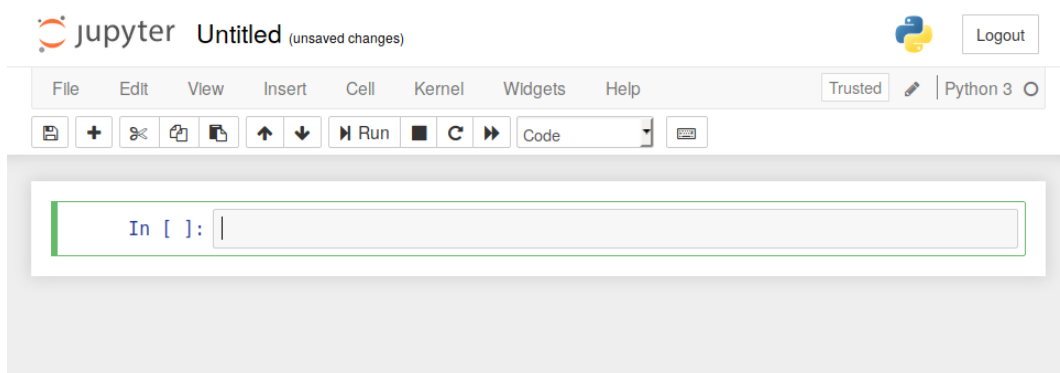 jupyter Untitled (unsaved changes) Logout
File Edit View Insert Cell Kernel Widgets Help Trusted Python 3
Run Code
In [ ]: